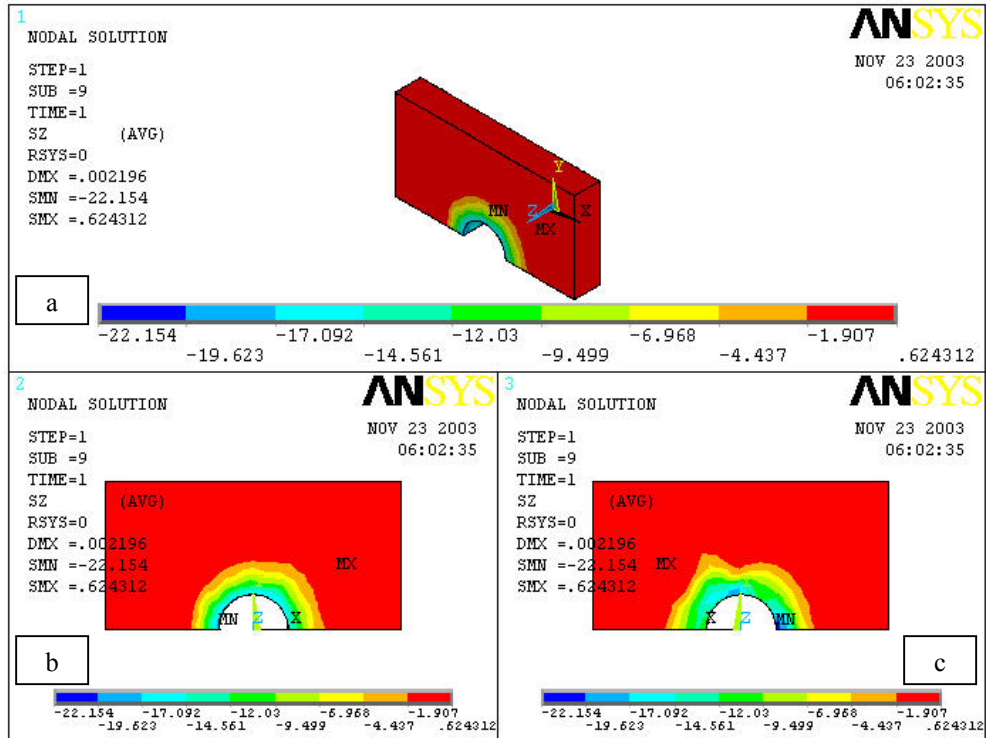 1
ANSYS
NODAL SOLUTION
NOV 23 2003
06:02:35
STEP=1
SUB =9
TIME=1
SZ (AVG)
RSYS=0
DMX =.002196
SMN =-22.154
SMX =.624312
Y
MN Z X
MX
a
-22.154 -17.092 -12.03 -6.968 -1.907
-19.623 -14.561 -9.499 -4.437 .624312
2
ANSYS
NODAL SOLUTION
NOV 23 2003
06:02:35
STEP=1
SUB =9
TIME=1
SZ (AVG)
RSYS=0
DMX =.002196
SMN =-22.154
SMX =.624312
MX
MN Z X
b
-22.154 -17.092 -12.03 -6.968 -1.907
-19.623 -14.561 -9.499 -4.437 .624312
3
ANSYS
NODAL SOLUTION
NOV 23 2003
06:02:35
STEP=1
SUB =9
TIME=1
SZ (AVG)
RSYS=0
DMX =.002196
SMN =-22.154
SMX =.624312
MX
X Z MN
c
-22.154 -17.092 -12.03 -6.968 -1.907
-19.623 -14.561 -9.499 -4.437 .624312